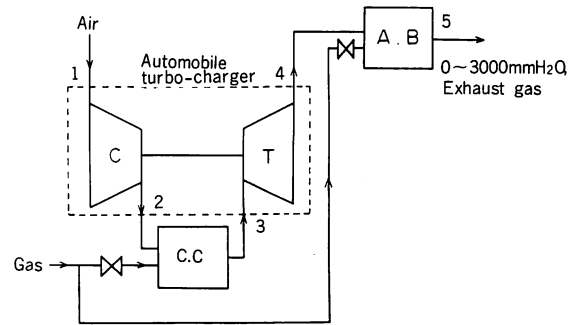 Air
5
A.B
Automobile
turbo-charger
1
4
0~3000mmH2O,
Exhaust gas
C
T
2
3
C.C
Gas